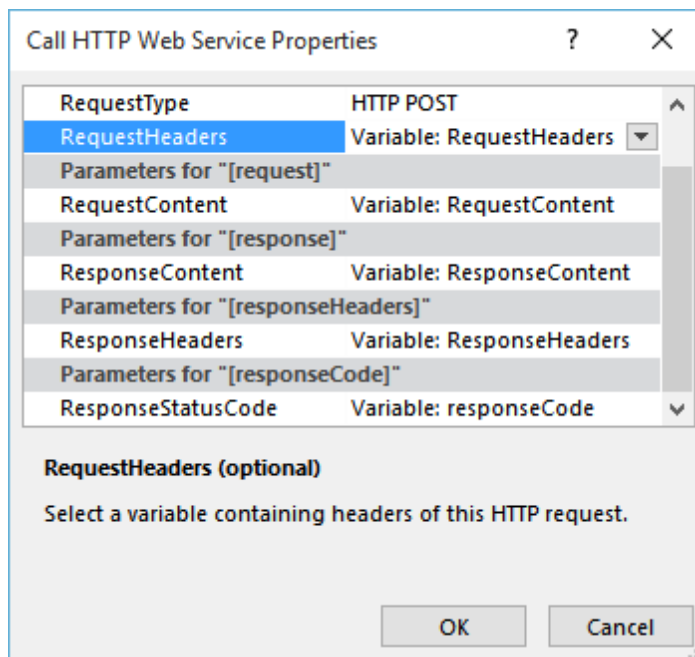 Call HTTP Web Service Properties ?
RequestType HTTP POST
RequestHeaders Variable: RequestHeaders
Parameters for "[request]"
RequestContent Variable: RequestContent
Parameters for "[response]"
ResponseContent Variable: ResponseContent
Parameters for "[responseHeaders]"
ResponseHeaders Variable: ResponseHeaders
Parameters for "[responseCode]"
ResponseStatusCode Variable: responseCode
RequestHeaders (optional)
Select a variable containing headers of this HTTP request.
OK Cancel